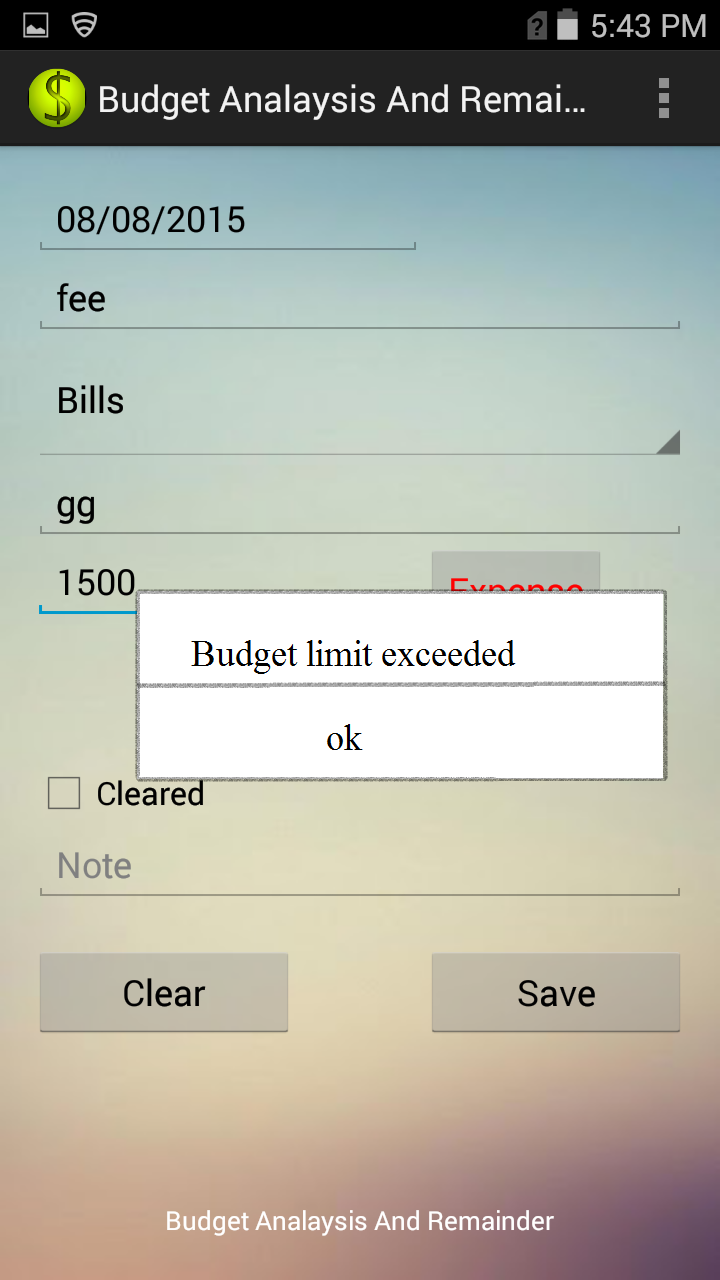 5:43 PM
Budget Analaysis And Remai...
08/08/2015
fee
Bills
gg
1500
Expense
Budget limit exceeded
ok
Cleared
Note
Clear
Save
Budget Analaysis And Remainder